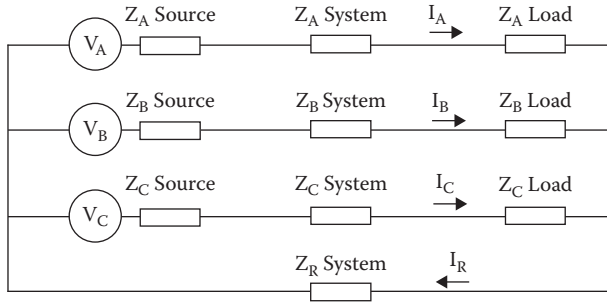 Z_A Source Z_A System I_A Z_A Load
V_A
Z_B Source Z_B System I_B Z_B Load
V_B
Z_C Source Z_C System I_C Z_C Load
V_C
Z_R System I_R